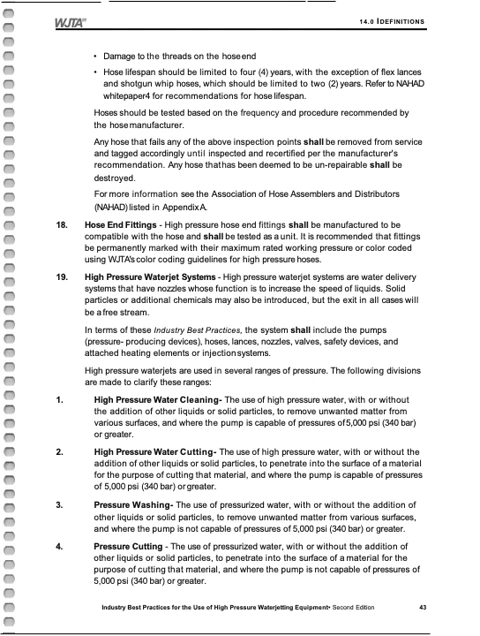 WJTA®
14.0 IDEFINITIONS
• Damage to the threads on the hose end
• Hose lifespan should be limited to four (4) years, with the exception of flex lances
and shotgun whip hoses, which should be limited to two (2) years. Refer to NAHAD
whitepaper4 for recommendations for hose lifespan.
Hoses should be tested based on the frequency and procedure recommended by
the hose manufacturer.
Any hose that fails any of the above inspection points shall be removed from service
and tagged accordingly until inspected and recertified per the manufacturer's
recommendation. Any hose that has been deemed to be un-repairable shall be
destroyed.
For more information see the Association of Hose Assemblers and Distributors
(NAHAD) listed in Appendix A.
18. Hose End Fittings - High pressure hose end fittings shall be manufactured to be
compatible with the hose and shall be tested as a unit. It is recommended that fittings
be permanently marked with their maximum rated working pressure or color coded
using WJTA's color coding guidelines for high pressure hoses.
19. High Pressure Waterjet Systems - High pressure waterjet systems are water delivery
systems that have nozzles whose function is to increase the speed of liquids. Solid
particles or additional chemicals may also be introduced, but the exit in all cases will
be a free stream.
In terms of these Industry Best Practices, the system shall include the pumps
(pressure- producing devices), hoses, lances, nozzles, valves, safety devices, and
attached heating elements or injection systems.
High pressure waterjets are used in several ranges of pressure. The following divisions
are made to clarify these ranges:
1. High Pressure Water Cleaning- The use of high pressure water, with or without
the addition of other liquids or solid particles, to remove unwanted matter from
various surfaces, and where the pump is capable of pressures of 5,000 psi (340 bar)
or greater.
2. High Pressure Water Cutting- The use of high pressure water, with or without the
addition of other liquids or solid particles, to penetrate into the surface of a material
for the purpose of cutting that material, and where the pump is capable of pressures
of 5,000 psi (340 bar) or greater.
3. Pressure Washing- The use of pressurized water, with or without the addition of
other liquids or solid particles, to remove unwanted matter from various surfaces,
and where the pump is not capable of pressures of 5,000 psi (340 bar) or greater.
4. Pressure Cutting - The use of pressurized water, with or without the addition of
other liquids or solid particles, to penetrate into the surface of a material for the
purpose of cutting that material, and where the pump is not capable of pressures of
5,000 psi (340 bar) or greater.
Industry Best Practices for the Use of High Pressure Waterjetting Equipment• Second Edition 43